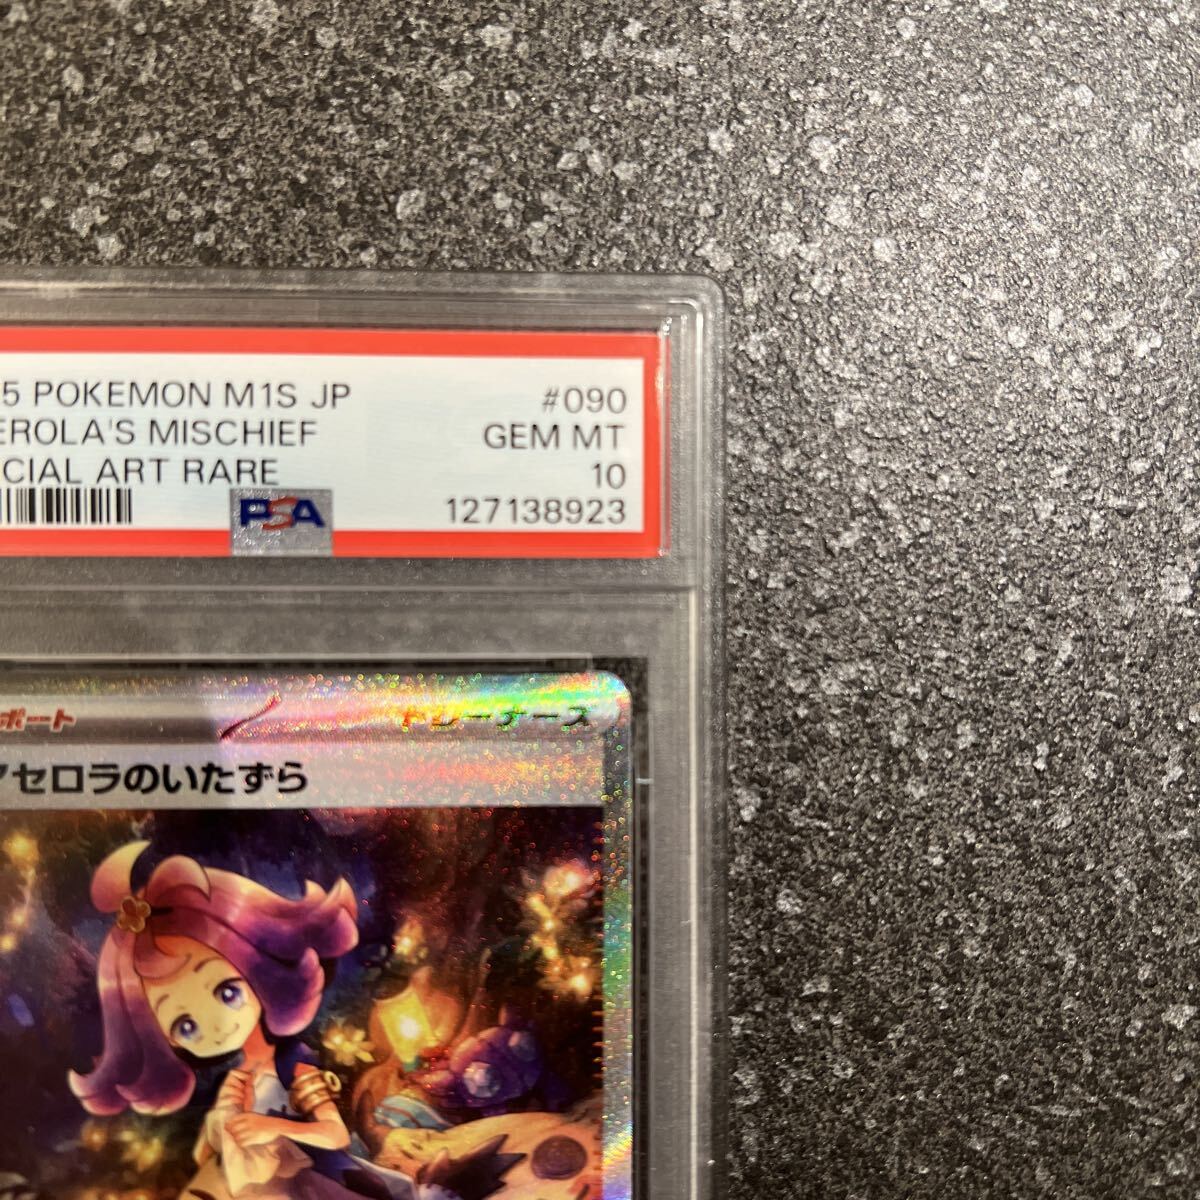 5 POKEMON M1S JP #090
EROLA'S MISCHIEF GEM MT
CIAL ART RARE 10
PSA 127138923
ポート トレーナーズ
アセロラのいたずら